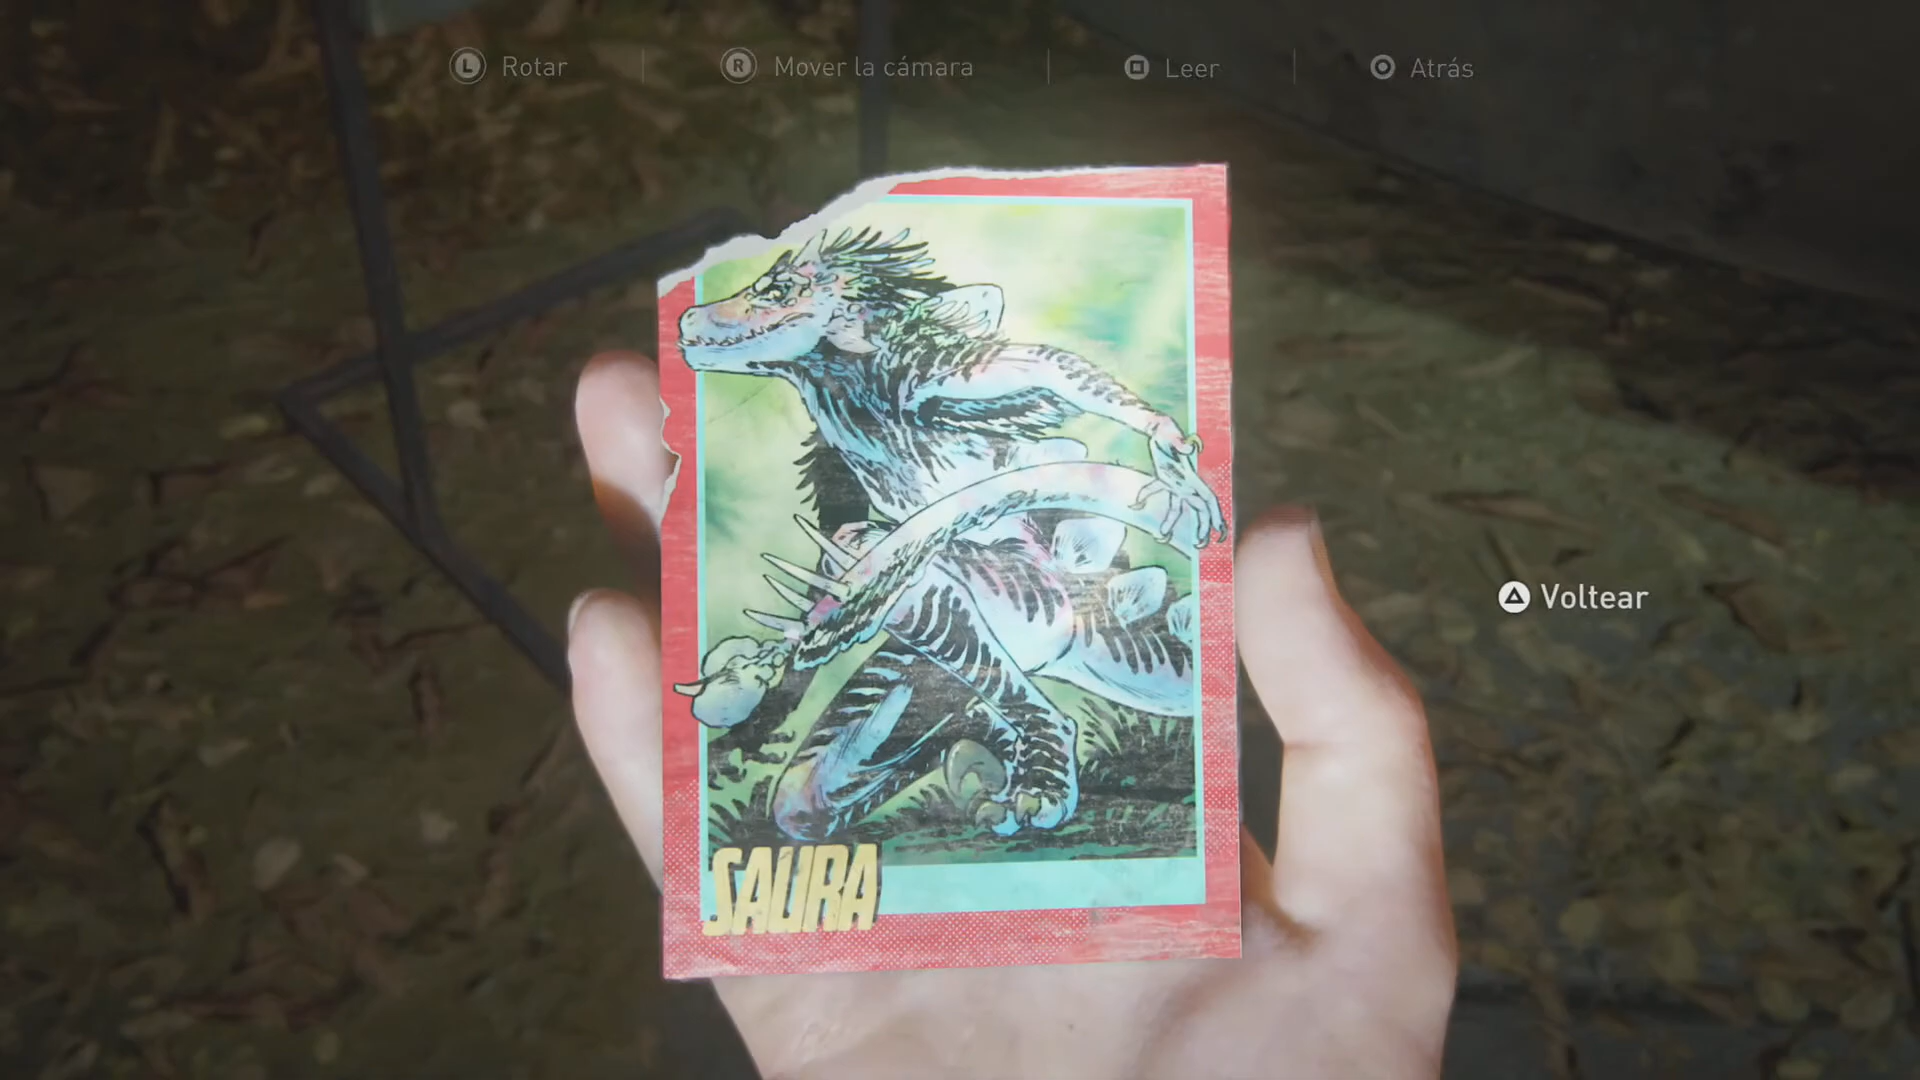 L Rotar
R Mover la cámara
Leer
Atrás
Voltear
SAURA